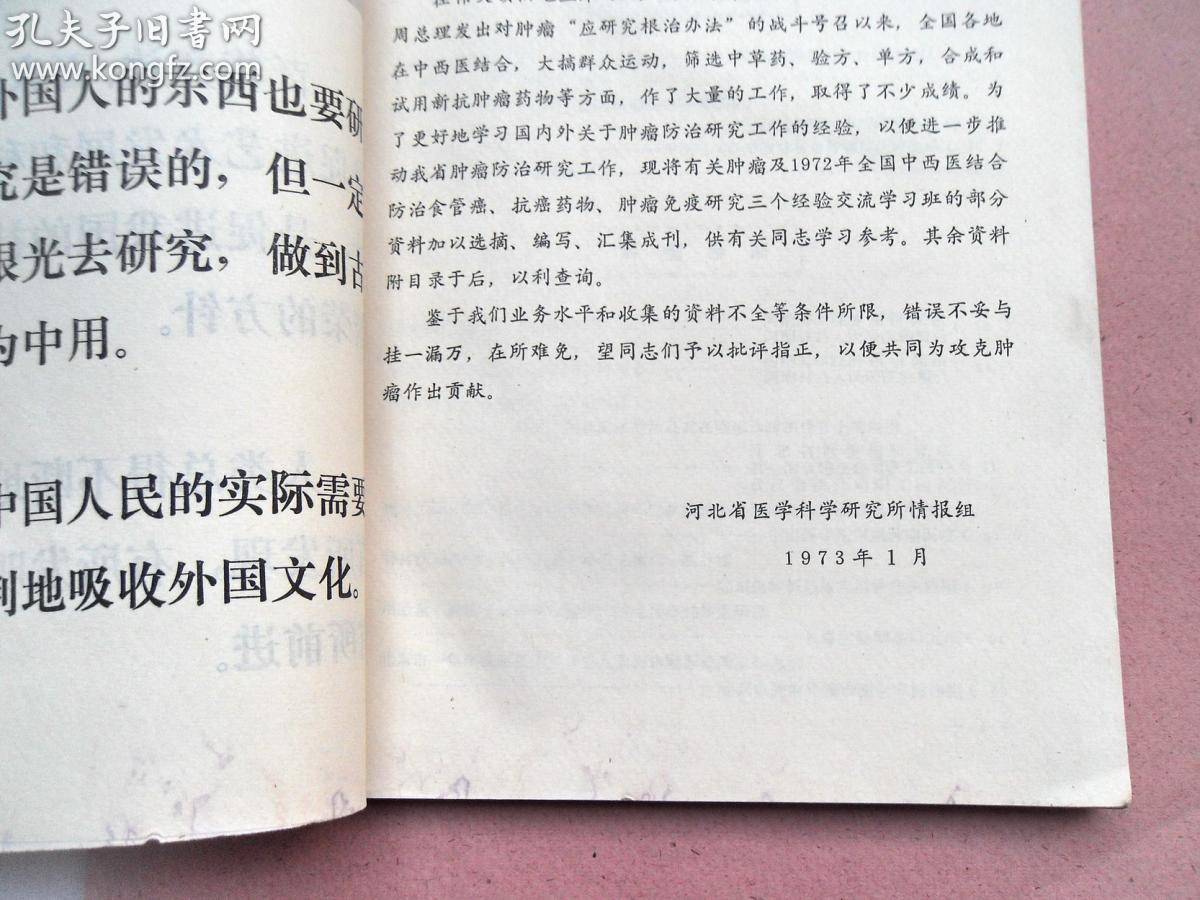 孔夫子旧书网
www.kongfz.com
外国人的东西也要研
究是错误的，但一定
眼光去研究，做到古
为中用。
中国人民的实际需要
到地吸收外国文化。
周总理发出对肿瘤“应研究根治办法”的战斗号召以来，全国各地
在中西医结合，大搞群众运动，筛选中草药、验方、单方，合成和
试用新抗肿瘤药物等方面，作了大量的工作，取得了不少成绩。为
了更好地学习国内外关于肿瘤防治研究工作的经验，以便进一步推
动我省肿瘤防治研究工作，现将有关肿瘤及1972年全国中西医结合
防治食管癌、抗癌药物、肿瘤免疫研究三个经验交流学习班的部分
资料加以选摘、编写、汇集成刊，供有关同志学习参考。其余资料
附目录于后，以利查询。
鉴于我们业务水平和收集的资料不全等条件所限，错误不妥与
挂一漏万，在所难免，望同志们予以批评指正，以便共同为攻克肿
瘤作出贡献。
河北省医学科学研究所情报组
1973年1月